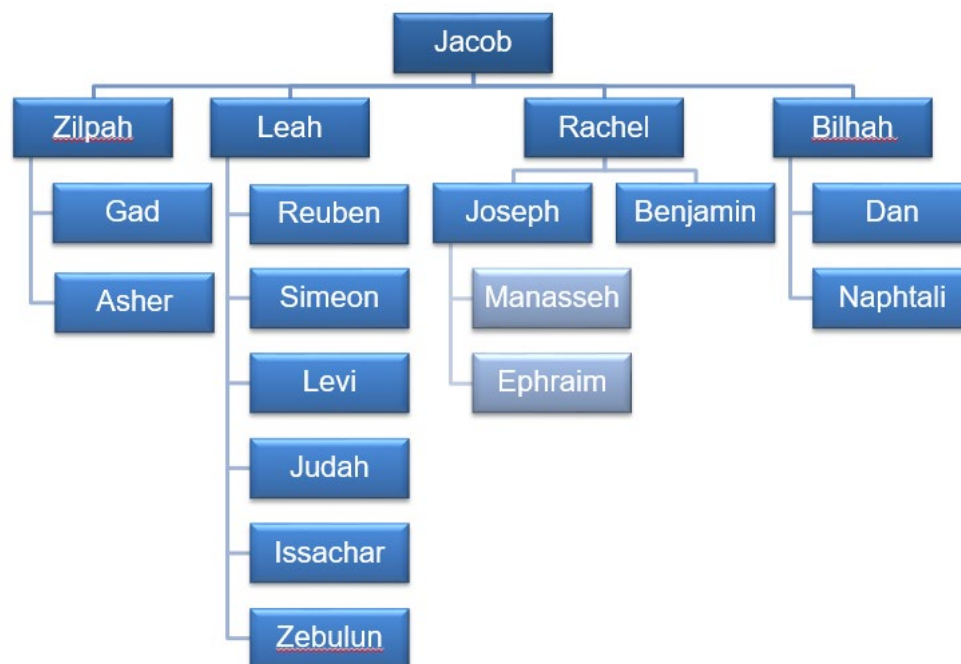 Jacob
Zilpah
Leah
Rachel
Bilhah
Gad
Reuben
Joseph
Benjamin
Dan
Asher
Simeon
Manasseh
Naphtali
Levi
Ephraim
Judah
Issachar
Zebulun